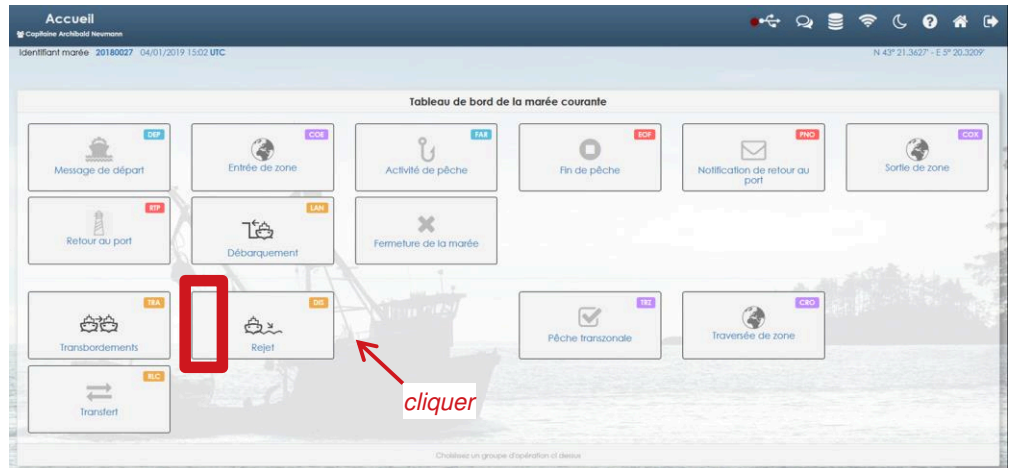 Accueil
Capitaine Archibald Neumann
Identifiant marée 20180027 04/01/2019 15:02 UTC
N 43° 21.3627' - E 5° 20.3209'
Tableau de bord de la marée courante
DEP
Message de départ
COE
Entrée de zone
FAR
Activité de pêche
EOF
Fin de pêche
PNO
Notification de retour au
port
COX
Sortie de zone
RTP
Retour au port
LAN
Débarquement
Fermeture de la marée
TRA
Transbordements
DIS
Rejet
TRZ
Pêche transzonale
CRO
Traversée de zone
cliquer
RLC
Transfert
Choisissez un groupe d'opération ci dessus